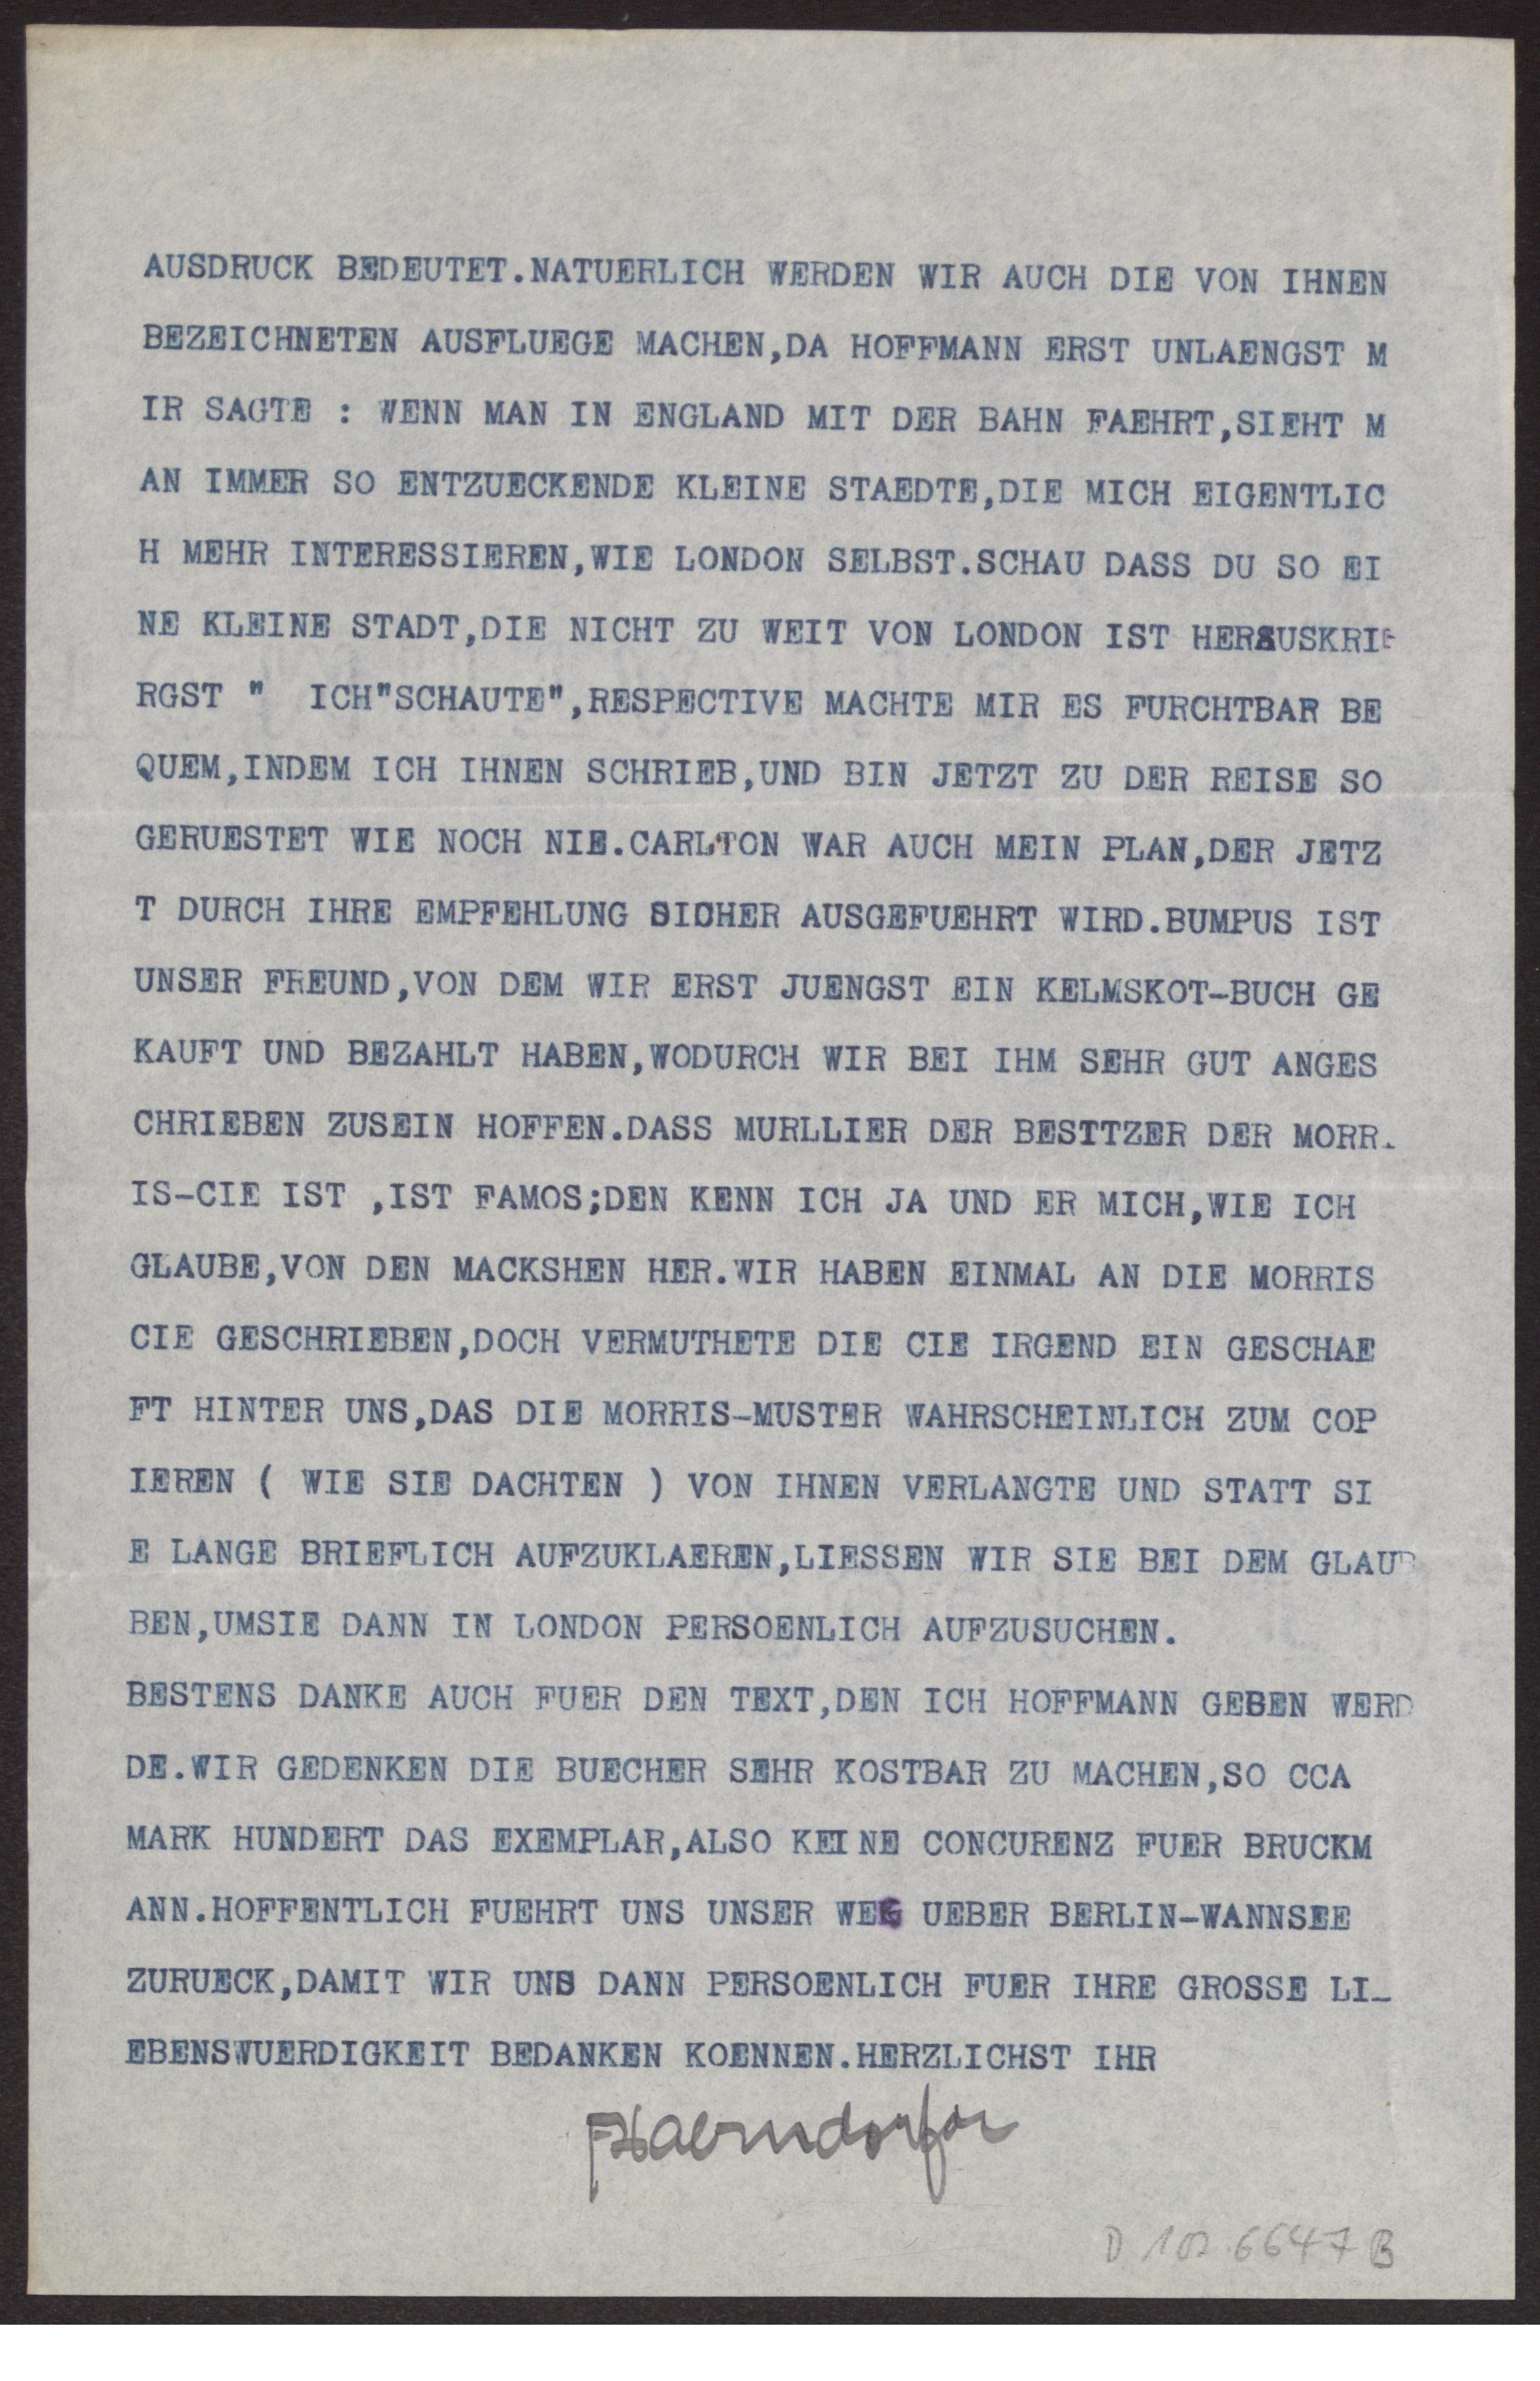 AUSDRUCK BEDEUTET.NATUERLICH WERDEN WIR AUCH DIE VON IHNEN
BEZEICHNETEN AUSFLUEGE MACHEN,DA HOFFMANN ERST UNLAENGST M
IR SAGTE : WENN MAN IN ENGLAND MIT DER BAHN FAEHRT,SIEHT M
AN IMMER SO ENTZUECKENDE KLEINE STAEDTE,DIE MICH EIGENTLIC
H MEHR INTERESSIEREN,WIE LONDON SELBST.SCHAU DASS DU SO EI
NE KLEINE STADT,DIE NICHT ZU WEIT VON LONDON IST HERAUSKRIE
RGST " ICH"SCHAUTE",RESPECTIVE MACHTE MIR ES FURCHTBAR BE
QUEM,INDEM ICH IHNEN SCHRIEB,UND BIN JETZT ZU DER REISE SO
GERUESTET WIE NOCH NIE.CARLTON WAR AUCH MEIN PLAN,DER JETZ
T DURCH IHRE EMPFEHLUNG SICHER AUSGEFUEHRT WIRD.BUMPUS IST
UNSER FREUND,VON DEM WIR ERST JUENGST EIN KELMSKOT-BUCH GE
KAUFT UND BEZAHLT HABEN,WODURCH WIR BEI IHM SEHR GUT ANGES
CHRIEBEN ZUSEIN HOFFEN.DASS MURLLIER DER BESTTZER DER MORR-
IS-CIE IST ,IST FAMOS;DEN KENN ICH JA UND ER MICH,WIE ICH
GLAUBE,VON DEN MACKSHEN HER.WIR HABEN EINMAL AN DIE MORRIS
CIE GESCHRIEBEN,DOCH VERMUTHETE DIE CIE IRGEND EIN GESCHAE
FT HINTER UNS,DAS DIE MORRIS-MUSTER WAHRSCHEINLICH ZUM COP
IEREN ( WIE SIE DACHTEN ) VON IHNEN VERLANGTE UND STATT SI
E LANGE BRIEFLICH AUFZUKLAEREN,LIESSEN WIR SIE BEI DEM GLAUB
BEN,UMSIE DANN IN LONDON PERSOENLICH AUFZUSUCHEN.
BESTENS DANKE AUCH FUER DEN TEXT,DEN ICH HOFFMANN GEBEN WERD
DE.WIR GEDENKEN DIE BUECHER SEHR KOSTBAR ZU MACHEN,SO CCA
MARK HUNDERT DAS EXEMPLAR,ALSO KEINE CONCURENZ FUER BRUCKM
ANN.HOFFENTLICH FUEHRT UNS UNSER WEG UEBER BERLIN-WANNSEE
ZURUECK,DAMIT WIR UNS DANN PERSOENLICH FUER IHRE GROSSE LI-
EBENSWUERDIGKEIT BEDANKEN KOENNEN.HERZLICHST IHR
FWaerndorfer
D 102.6647 B